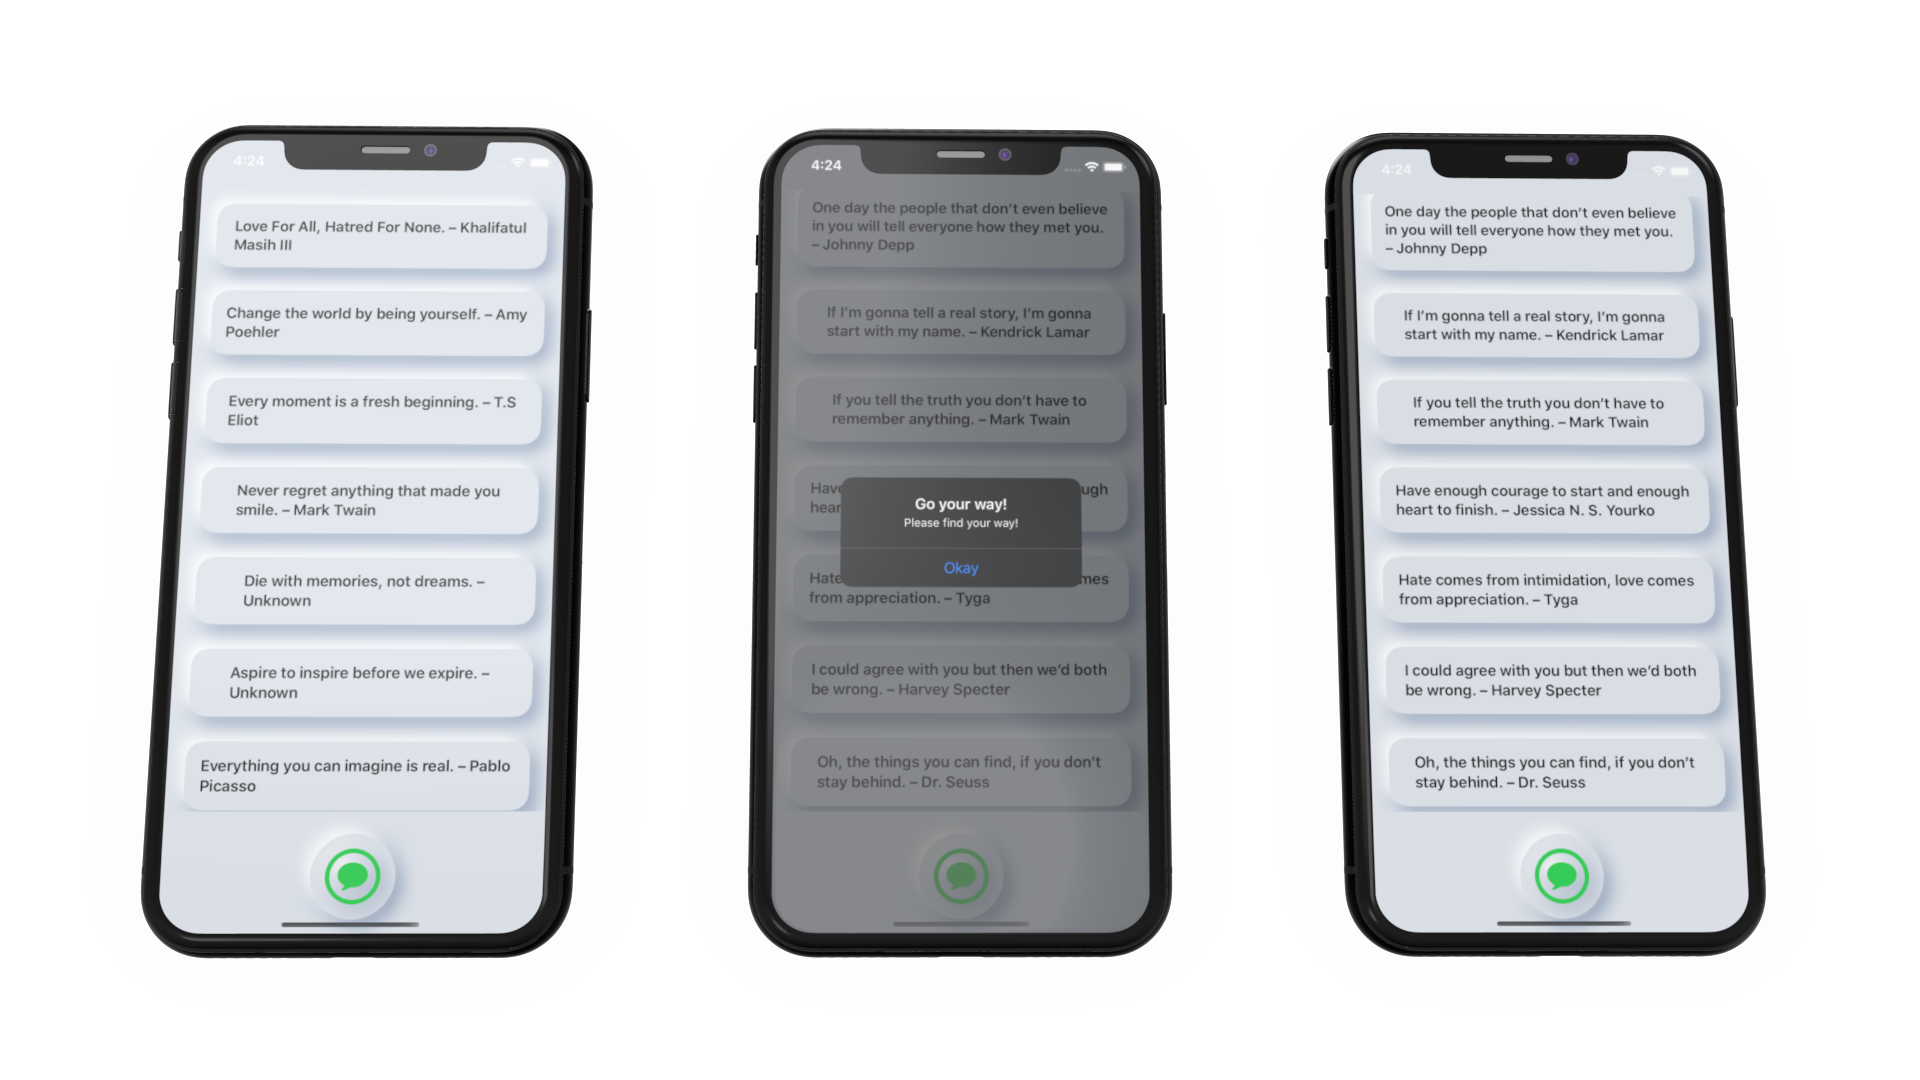 4:24
Love For All, Hatred For None. – Khalifatul
Masih III
Change the world by being yourself. – Amy
Poehler
Every moment is a fresh beginning. – T.S
Eliot
Never regret anything that made you
smile. – Mark Twain
Die with memories, not dreams. –
Unknown
Aspire to inspire before we expire. –
Unknown
Everything you can imagine is real. – Pablo
Picasso
4:24
One day the people that don't even believe
in you will tell everyone how they met you.
– Johnny Depp
If I'm gonna tell a real story, I'm gonna
start with my name. – Kendrick Lamar
If you tell the truth you don't have to
remember anything. – Mark Twain
Have
ugh
hear
Go your way!
Please find your way!
Okay
Hate
mes
from appreciation. – Tyga
I could agree with you but then we'd both
be wrong. – Harvey Specter
Oh, the things you can find, if you don't
stay behind. – Dr. Seuss
4:24
One day the people that don't even believe
in you will tell everyone how they met you.
– Johnny Depp
If I'm gonna tell a real story, I'm gonna
start with my name. – Kendrick Lamar
If you tell the truth you don't have to
remember anything. – Mark Twain
Have enough courage to start and enough
heart to finish. – Jessica N. S. Yourko
Hate comes from intimidation, love comes
from appreciation. – Tyga
I could agree with you but then we'd both
be wrong. – Harvey Specter
Oh, the things you can find, if you don't
stay behind. – Dr. Seuss